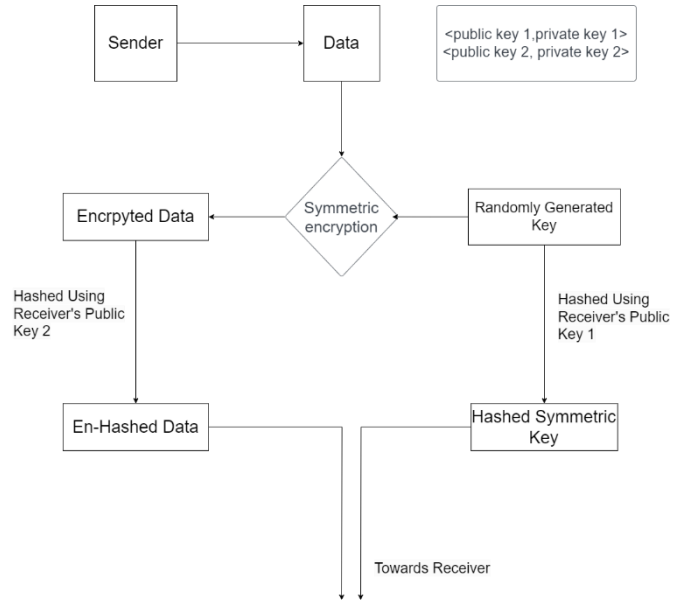 Sender
Data
<public key 1,private key 1>
<public key 2, private key 2>
Symmetric
encryption
Encrpyted Data
Randomly Generated
Key
Hashed Using
Receiver's Public
Key 2
Hashed Using
Receiver's Public
Key 1
En-Hashed Data
Hashed Symmetric
Key
Towards Receiver